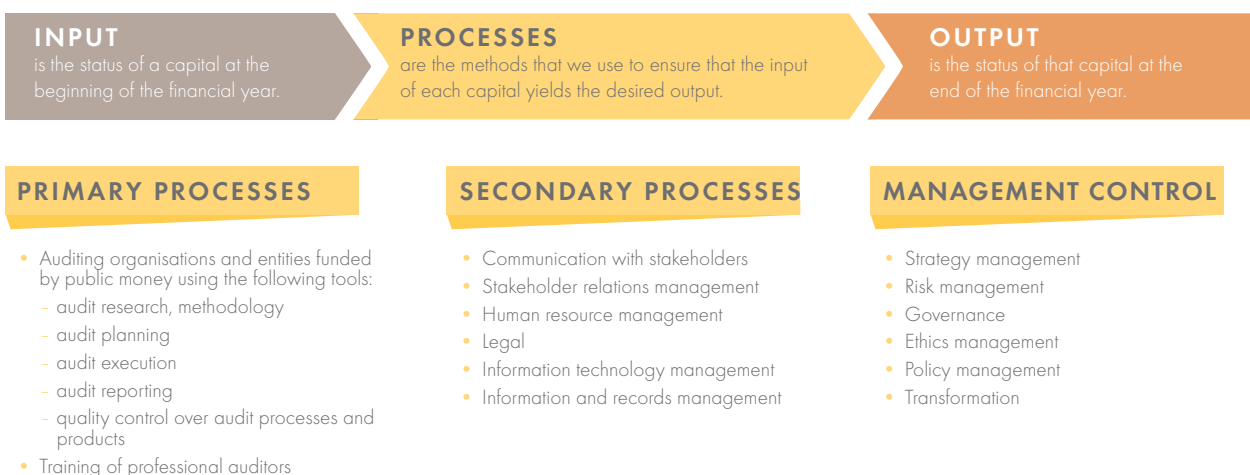 INPUT
is the status of a capital at the
beginning of the financial year.
PROCESSES
are the methods that we use to ensure that the input
of each capital yields the desired output.
OUTPUT
is the status of that capital at the
end of the financial year.
PRIMARY PROCESSES
• Auditing organisations and entities funded
by public money using the following tools:
– audit research, methodology
– audit planning
– audit execution
– audit reporting
– quality control over audit processes and
products
• Training of professional auditors
SECONDARY PROCESSES
• Communication with stakeholders
• Stakeholder relations management
• Human resource management
• Legal
• Information technology management
• Information and records management
MANAGEMENT CONTROL
• Strategy management
• Risk management
• Governance
• Ethics management
• Policy management
• Transformation